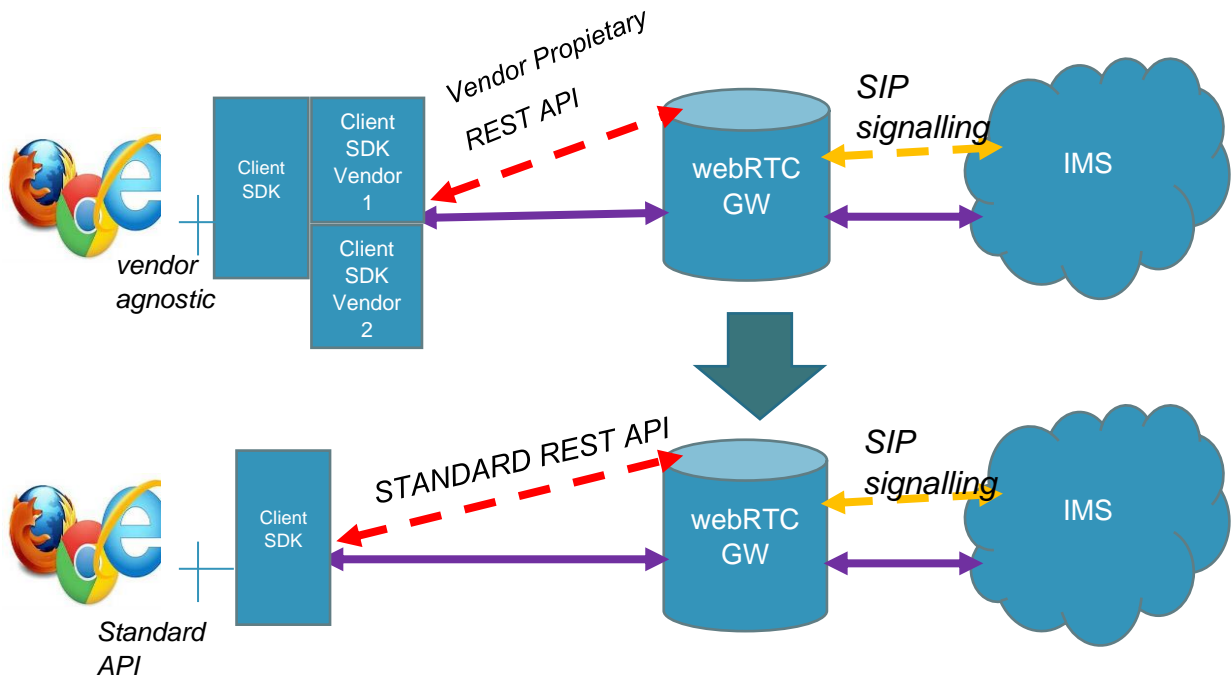 Vendor Propietary
REST API
SIP
signalling
Client
SDK
Client
SDK
Vendor
1
webRTC
GW
IMS
vendor
agnostic
Client
SDK
Vendor
2
STANDARD REST API
SIP
signalling
Client
SDK
webRTC
GW
IMS
Standard
API